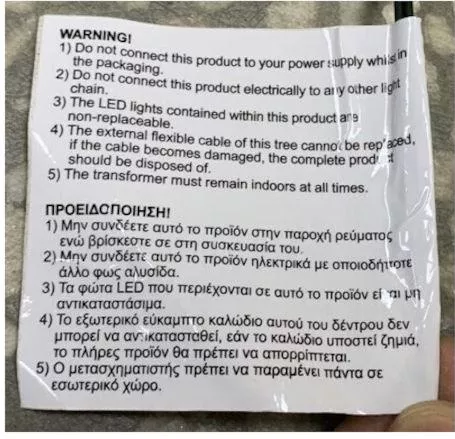 WARNING!
1) Do not connect this product to your power supply whilst in
the packaging.
2) Do not connect this product electrically to any other light
chain.
3) The LED lights contained within this product are
non-replaceable.
4) The external flexible cable of this tree cannot be replaced,
if the cable becomes damaged, the complete product
should be disposed of.
5) The transformer must remain indoors at all times.
ΠΡΟΕΙΔΟΠΟΙΗΣΗ!
1) Μην συνδέετε αυτό το προϊόν στην παροχή ρεύματος
ενώ βρίσκεστε σε στη συσκευασία του.
2) Μην συνδέετε αυτό το προϊόν ηλεκτρικά με οποιοδήποτε
άλλο φως αλυσίδα.
3) Τα φώτα LED που περιέχονται σε αυτό το προϊόν είναι μη
αντικαταστάσιμα.
4) Το εξωτερικό εύκαμπτο καλώδιο αυτού του δέντρου δεν
μπορεί να αντικατασταθεί, εάν το καλώδιο υποστεί ζημιά,
το πλήρες προϊόν θα πρέπει να απορρίπτεται.
5) Ο μετασχηματιστής πρέπει να παραμένει πάντα σε
εσωτερικό χώρο.